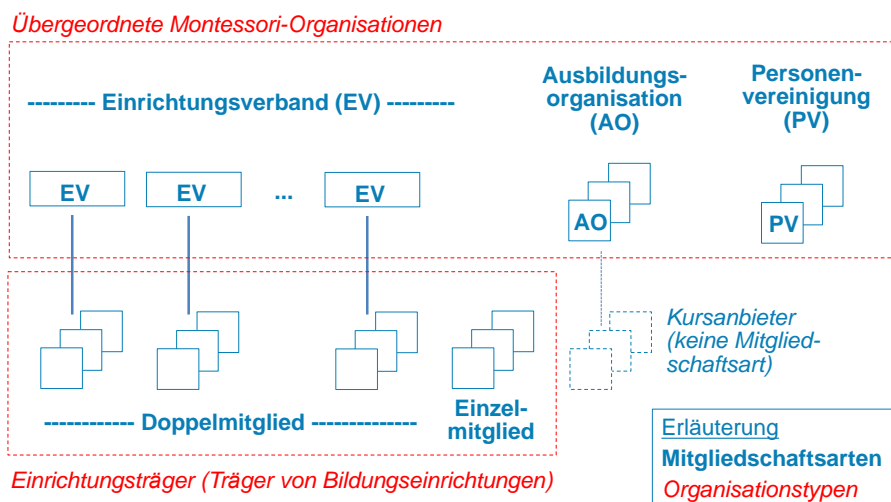 Übergeordnete Montessori-Organisationen
--------- Einrichtungsverband (EV) ---------
Ausbildungs-
organisation
(AO)
Personen-
vereinigung
(PV)
EV
EV
...
EV
AO
PV
Kursanbieter
(keine Mitglied-
schaftsart)
------------ Doppelmitglied --------------
Einzel-
mitglied
Einrichtungsträger (Träger von Bildungseinrichtungen)
Erläuterung
Mitgliedschaftsarten
Organisationstypen